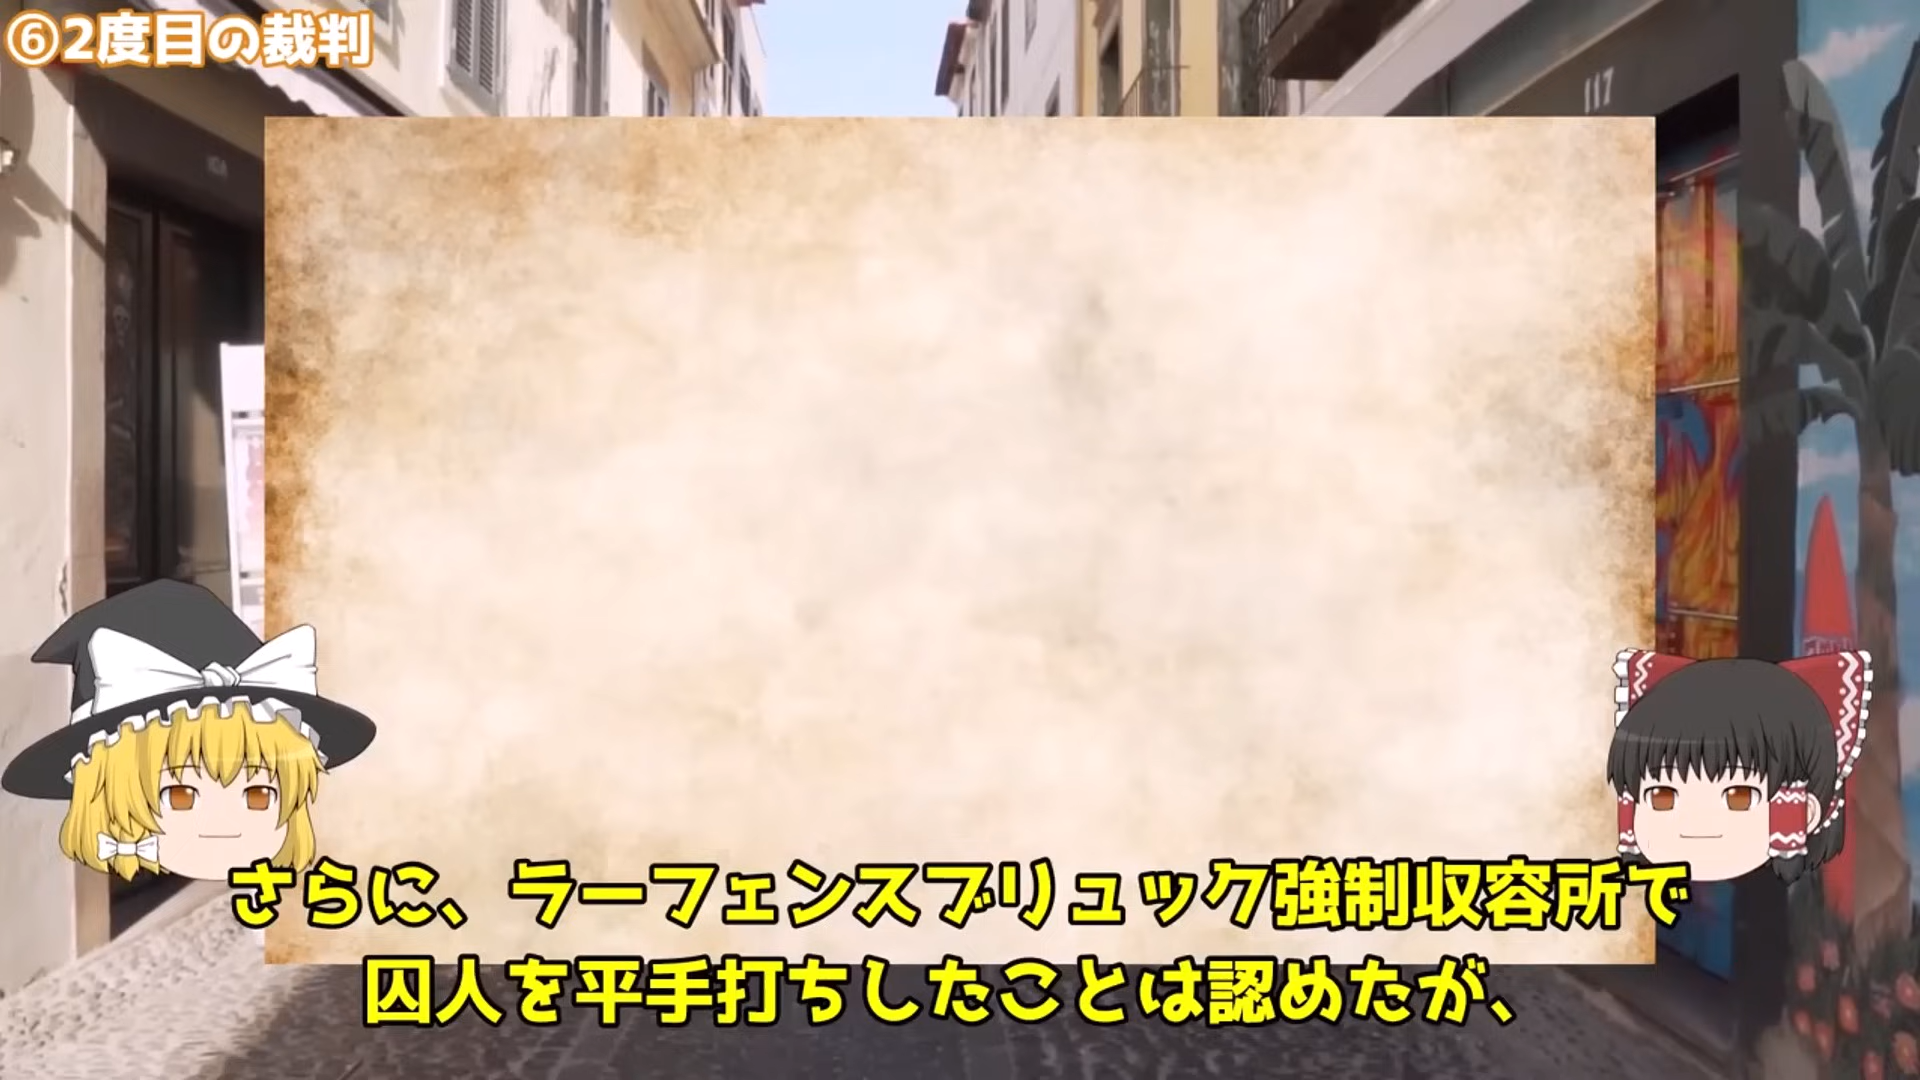 ⑥2度目の裁判
117
さらに、ラーフェンスブリュック強制収容所で
囚人を平手打ちしたことは認めたが、